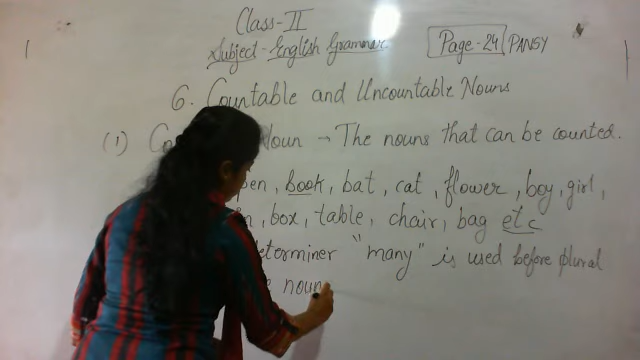 Class-II
Subject-English Grammar Page-24 PANSY
6. Countable and Uncountable Nouns
(1) Noun → The nouns that can be counted.
pen, book, bat, cat, flower, boy, girl,
box, table, chair, bag etc
"many" is used before plural
noun